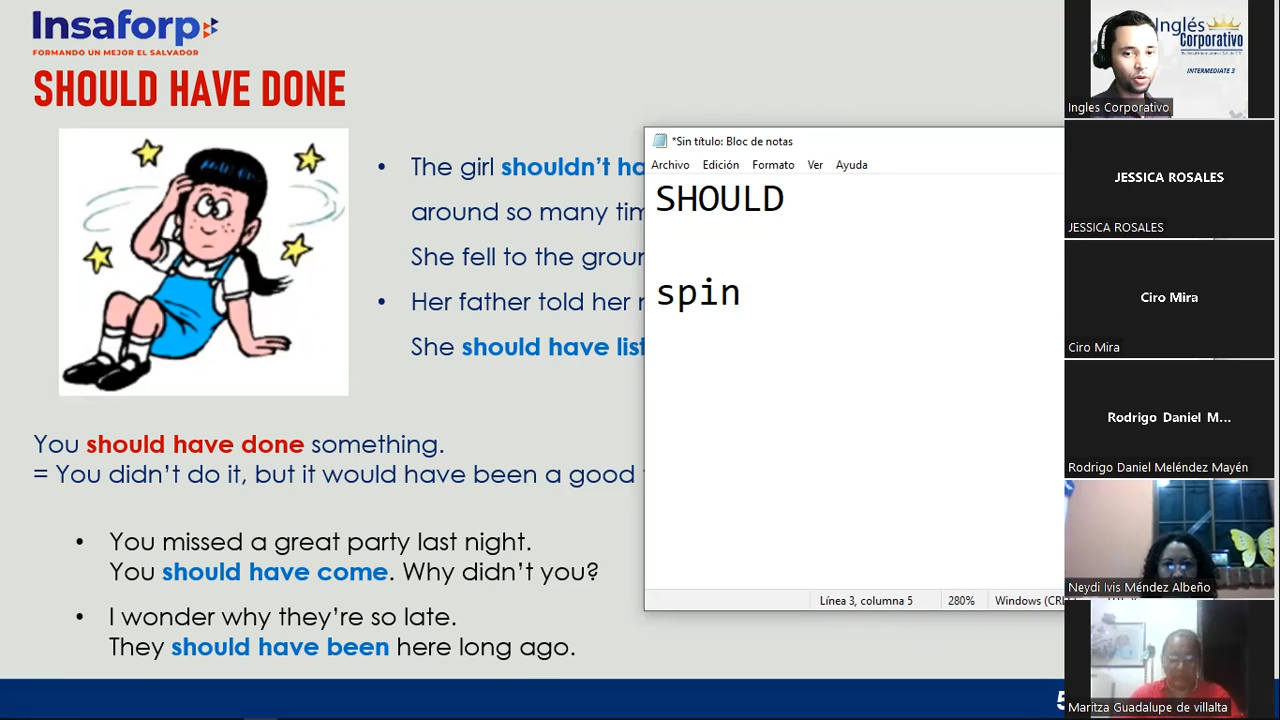 Insaforp
FORMANDO UN MEJOR EL SALVADOR
SHOULD HAVE DONE
• The girl shouldn't ha
around so many tim
She fell to the groun
• Her father told her
She should have list
You should have done something.
= You didn't do it, but it would have been a good
• You missed a great party last night.
You should have come. Why didn't you?
• I wonder why they're so late.
They should have been here long ago.
*Sin título: Bloc de notas
Archivo Edición Formato Ver Ayuda
SHOULD
spin
Línea 3, columna 5 280% Windows (CRL
Inglés
Corporativo
INTERMEDIATE 3
Ingles Corporativo
JESSICA ROSALES
JESSICA ROSALES
Ciro Mira
Ciro Mira
Rodrigo Daniel M...
Rodrigo Daniel Meléndez Mayén
Neydi Ivis Méndez Albeño
Maritza Guadalupe de villalta